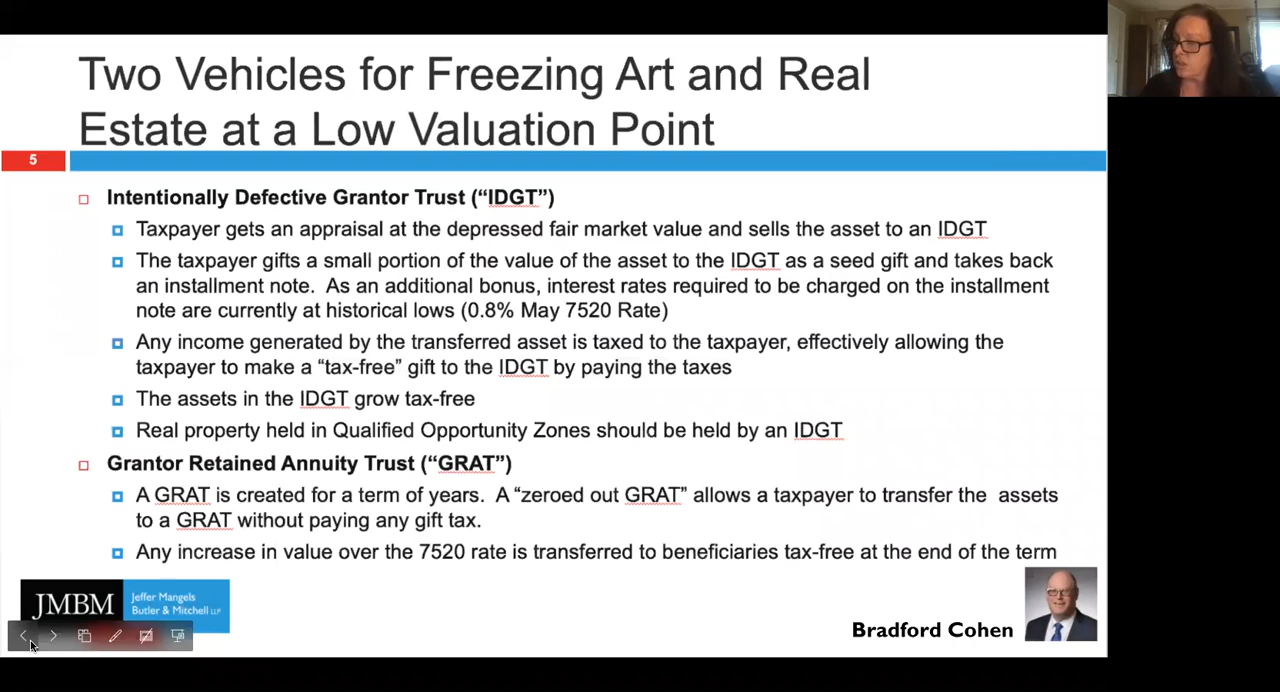 Two Vehicles for Freezing Art and Real
Estate at a Low Valuation Point
5
Intentionally Defective Grantor Trust (“IDGT”)
Taxpayer gets an appraisal at the depressed fair market value and sells the asset to an IDGT
The taxpayer gifts a small portion of the value of the asset to the IDGT as a seed gift and takes back
an installment note.  As an additional bonus, interest rates required to be charged on the installment
note are currently at historical lows (0.8% May 7520 Rate)
Any income generated by the transferred asset is taxed to the taxpayer, effectively allowing the
taxpayer to make a “tax-free” gift to the IDGT by paying the taxes
The assets in the IDGT grow tax-free
Real property held in Qualified Opportunity Zones should be held by an IDGT
Grantor Retained Annuity Trust (“GRAT”)
A GRAT is created for a term of years.  A “zeroed out GRAT” allows a taxpayer to transfer the  assets
to a GRAT without paying any gift tax.
Any increase in value over the 7520 rate is transferred to beneficiaries tax-free at the end of the term
JMBM
Jeffer Mangels
Butler & Mitchell LLP
Bradford Cohen